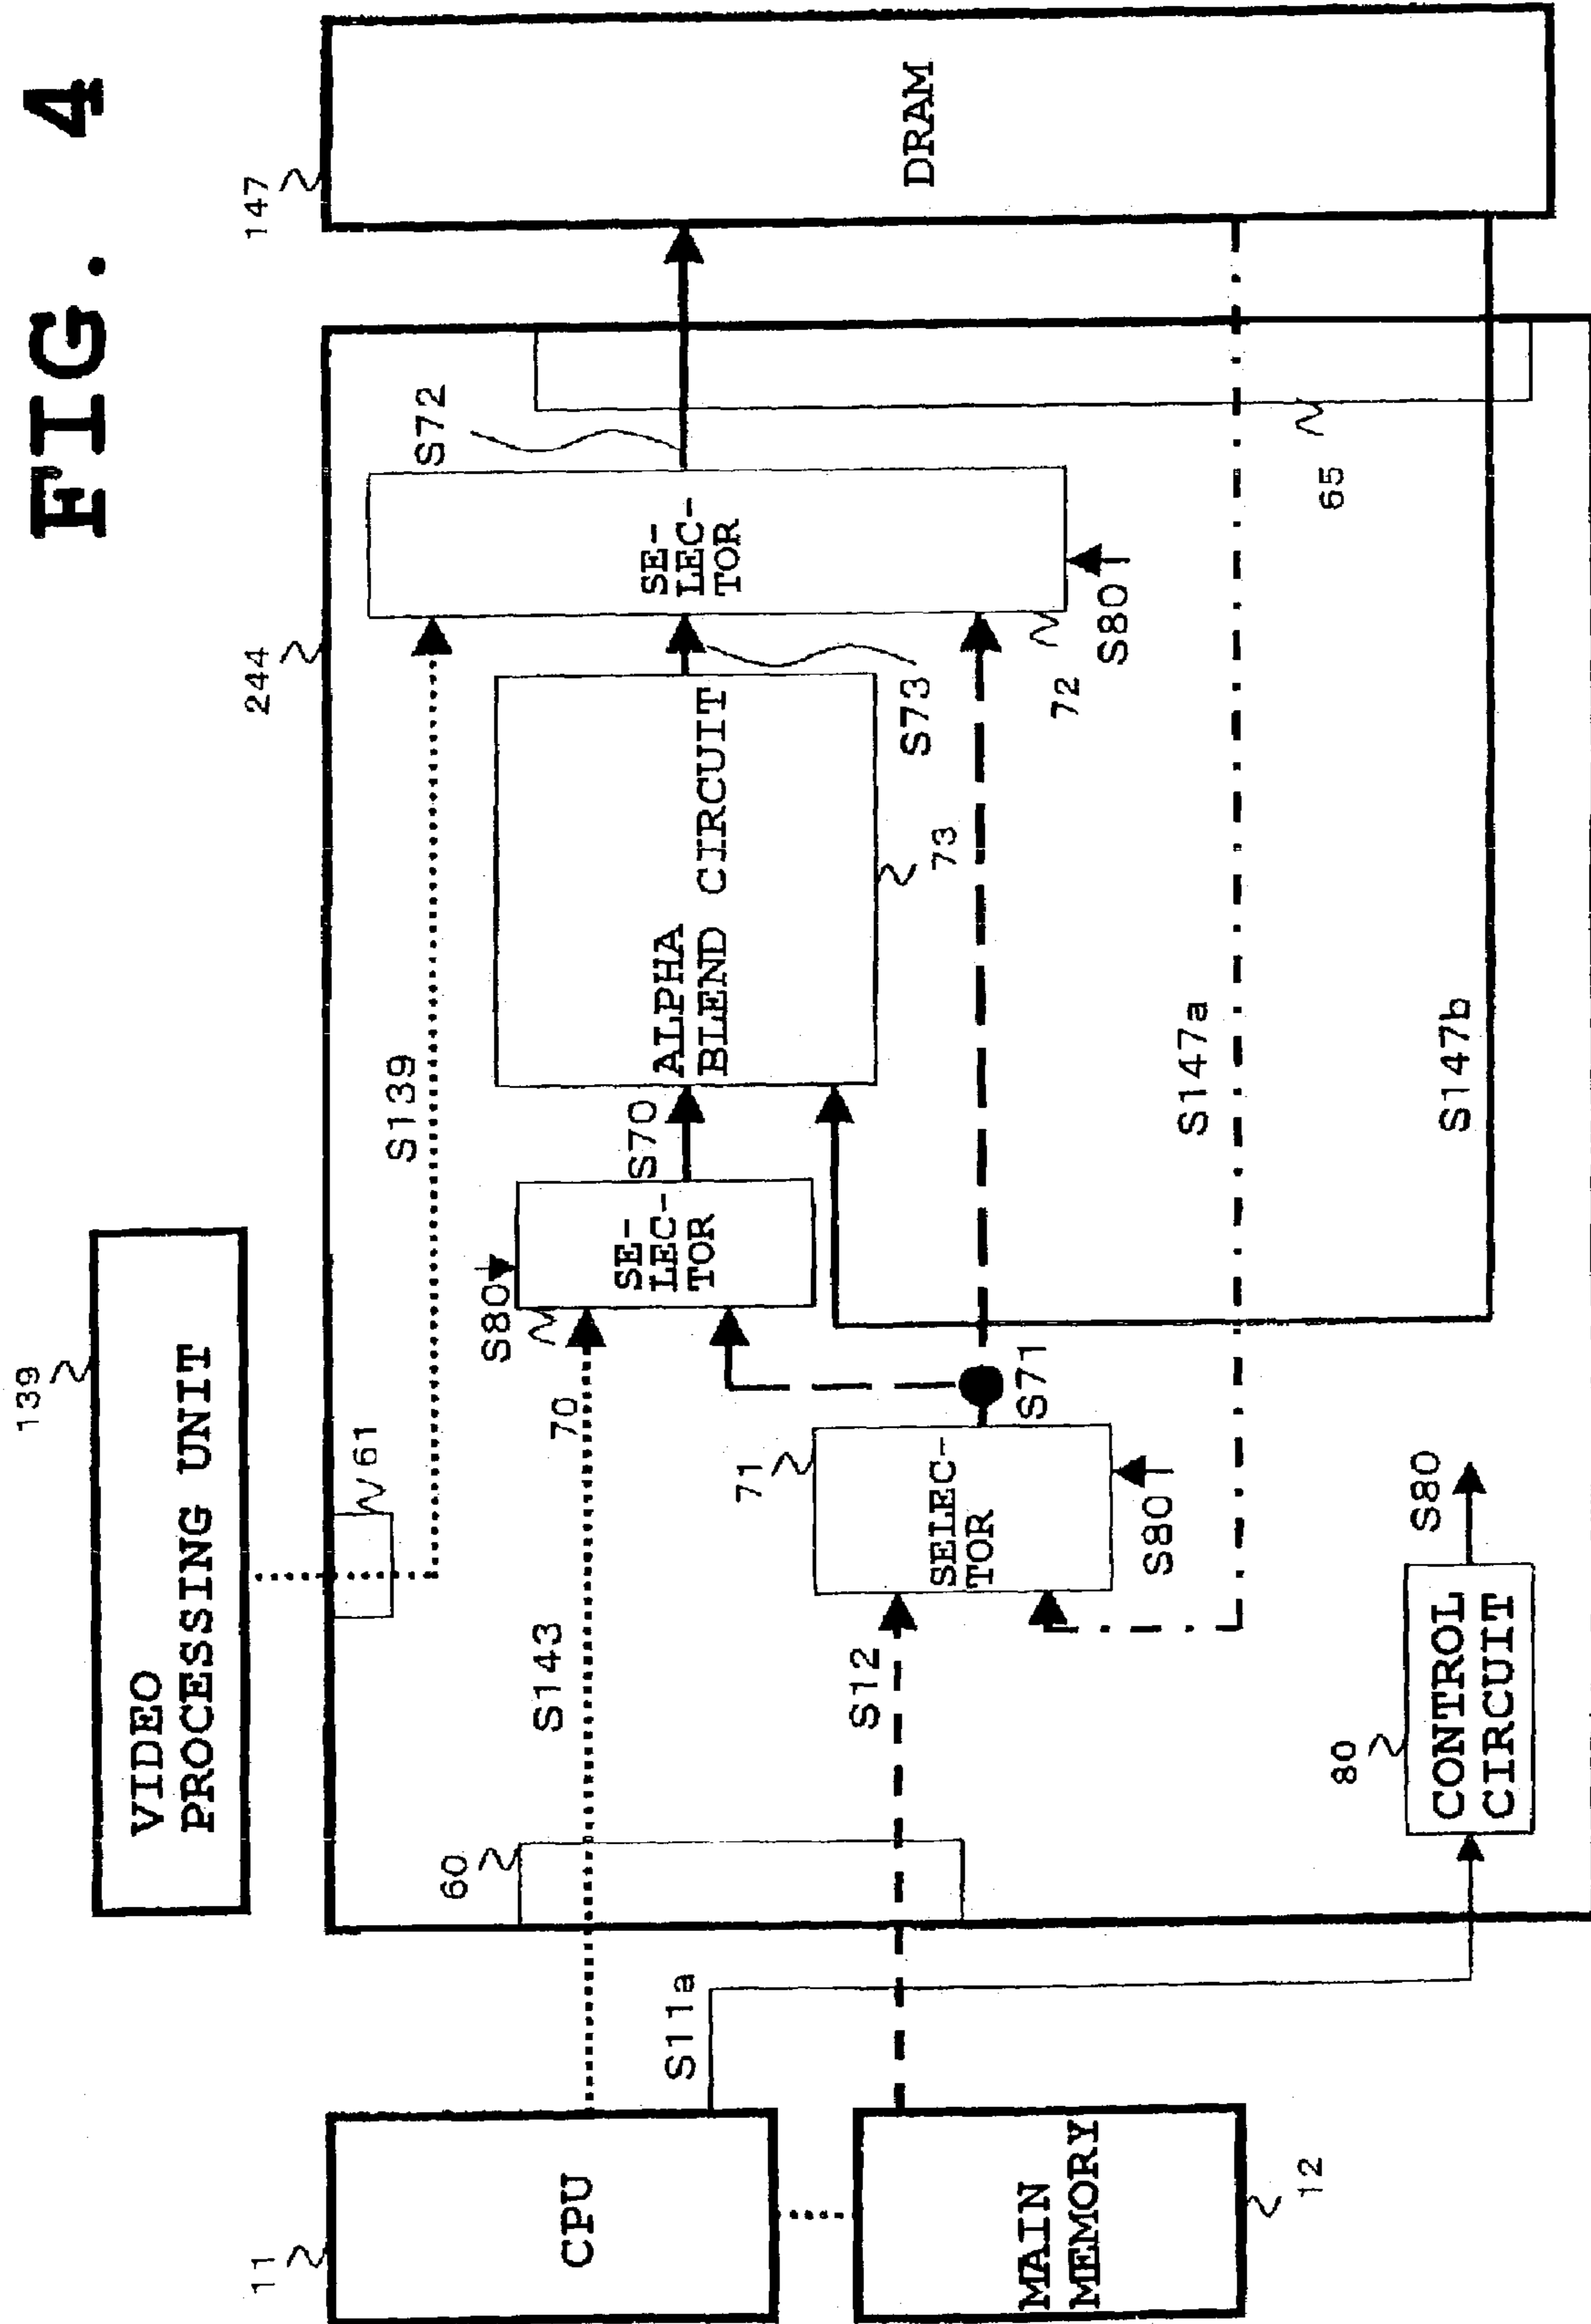 FIG. 4
139
VIDEO
PROCESSING UNIT
11
CPU
S11a
MAIN
MEMORY
12
244
147
DRAM
61
S139
60
S143
70
S80
SE-
LEC-
TOR
S70
ALPHA
BLEND CIRCUIT
73
S73
SE-
LEC-
TOR
S72
72
S80
S12
71
SELEC-
TOR
S71
S80
S147a
65
S147b
80
CONTROL
CIRCUIT
S80